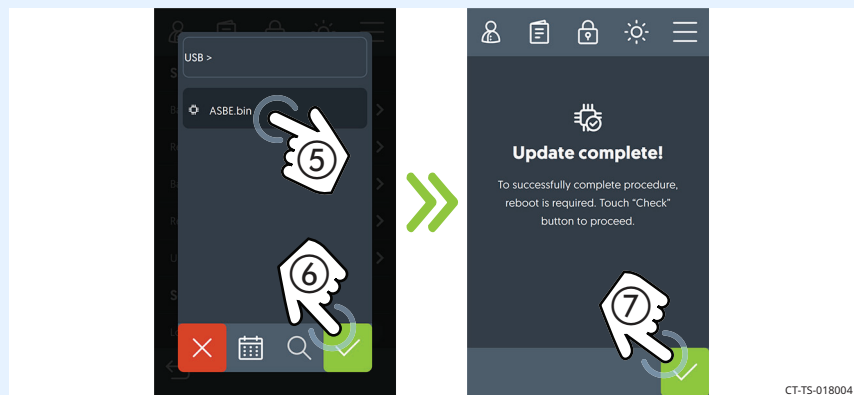 USB >
ASBE.bin
5
6
Update complete!
To successfully complete procedure,
reboot is required. Touch "Check"
button to proceed.
7
CT-TS-018004